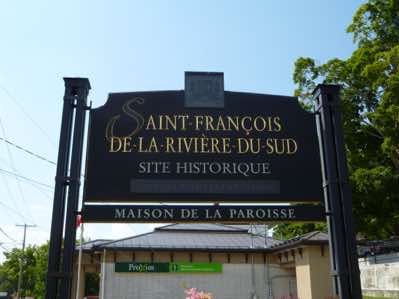 SAINT·FRANÇOIS
DE·LA·RIVIÈRE·DU·SUD
SITE HISTORIQUE
MAISON DE LA PAROISSE